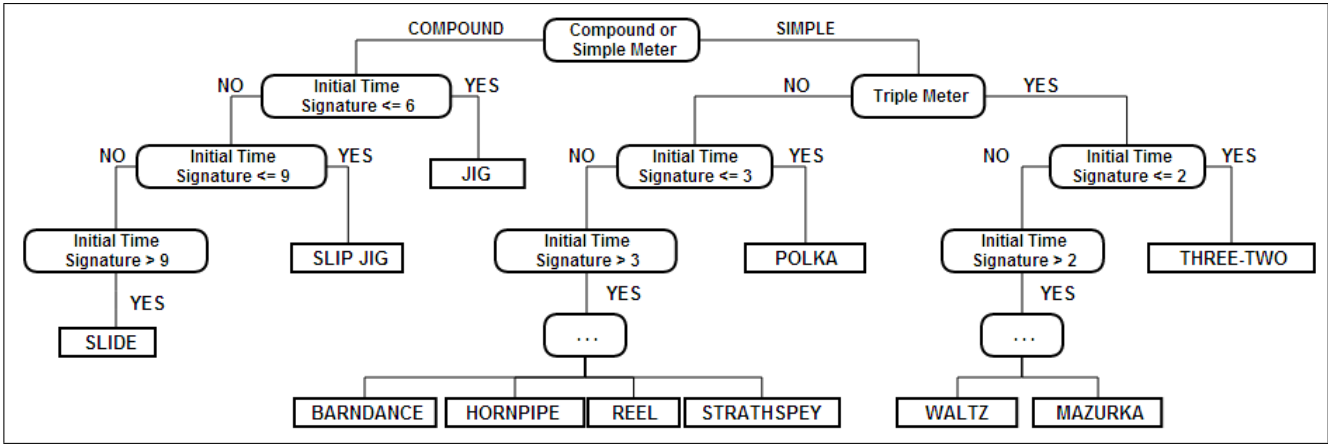 COMPOUND
Compound or
Simple Meter
SIMPLE
NO
Initial Time
Signature <= 6
YES
NO
Triple Meter
YES
NO
Initial Time
Signature <= 9
YES
JIG
NO
Initial Time
Signature <= 3
YES
NO
Initial Time
Signature <= 2
YES
Initial Time
Signature > 9
SLIP JIG
Initial Time
Signature > 3
POLKA
Initial Time
Signature > 2
THREE-TWO
YES
YES
YES
SLIDE
...
...
BARNDANCE
HORNPIPE
REEL
STRATHSPEY
WALTZ
MAZURKA